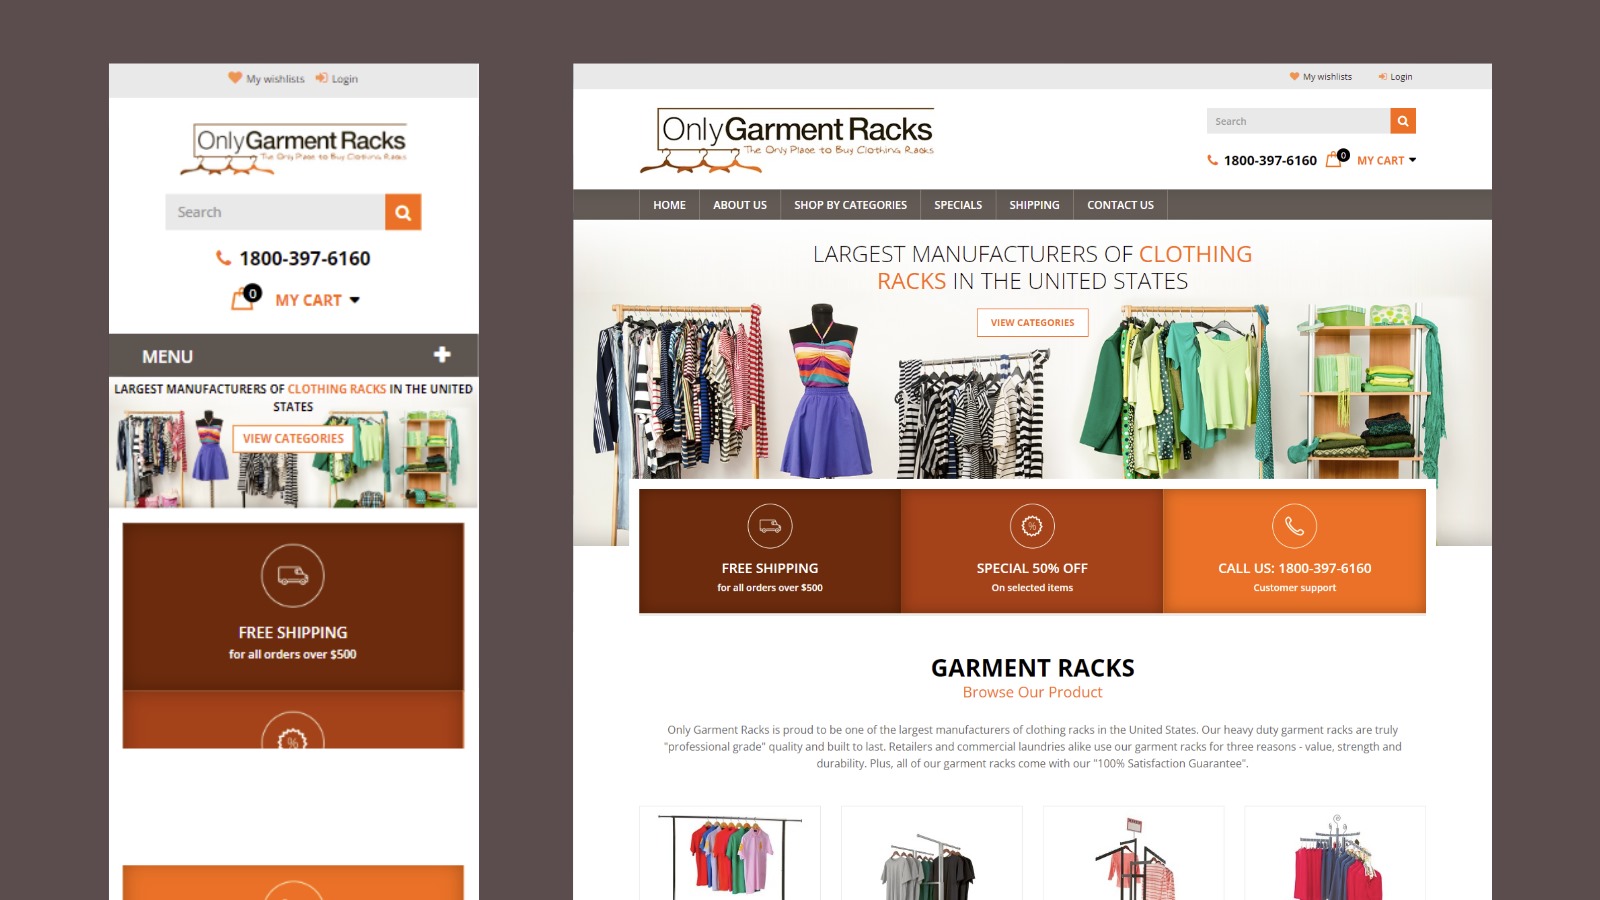 My wishlists Login
OnlyGarment Racks
The Only Place to Buy Clothing Racks
Search
1800-397-6160
0 MY CART
MENU
LARGEST MANUFACTURERS OF CLOTHING RACKS IN THE UNITED
STATES
VIEW CATEGORIES
FREE SHIPPING
for all orders over $500
%
My wishlists Login
OnlyGarment Racks
The Only Place to Buy Clothing Racks
Search
1800-397-6160 0 MY CART
HOME ABOUT US SHOP BY CATEGORIES SPECIALS SHIPPING CONTACT US
LARGEST MANUFACTURERS OF CLOTHING
RACKS IN THE UNITED STATES
VIEW CATEGORIES
%
FREE SHIPPING SPECIAL 50% OFF CALL US: 1800-397-6160
for all orders over $500 On selected items Customer support
GARMENT RACKS
Browse Our Product
Only Garment Racks is proud to be one of the largest manufacturers of clothing racks in the United States. Our heavy duty garment racks are truly
"professional grade" quality and built to last. Retailers and commercial laundries alike use our garment racks for three reasons - value, strength and
durability. Plus, all of our garment racks come with our "100% Satisfaction Guarantee".